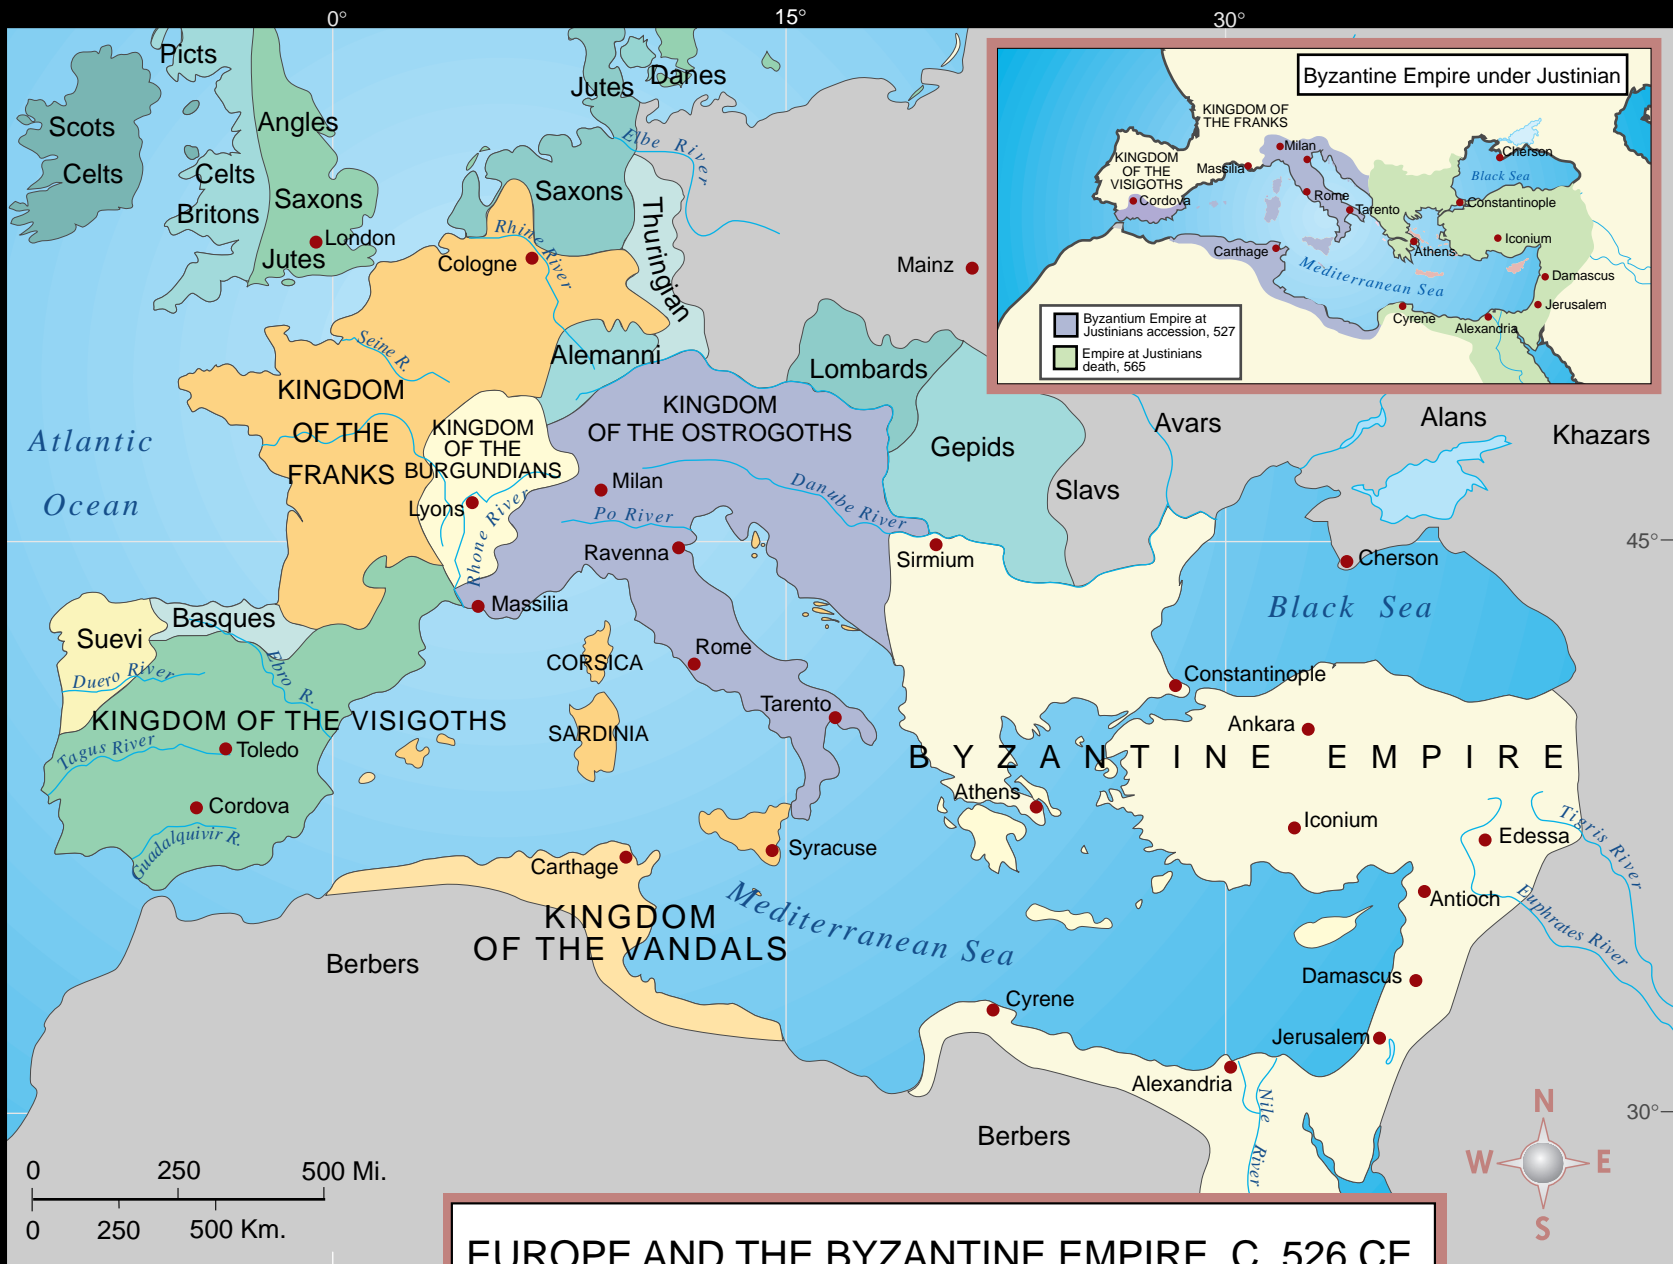 0°
15°
30°
Picts
Jutes
Danes
Scots
Celts
Angles
Celts
Britons
Saxons
London
Jutes
Elbe River
Saxons
Thuringian
Rhine River
Cologne
Mainz
Byzantine Empire under Justinian
KINGDOM OF
THE FRANKS
Milan
Massilia
KINGDOM
OF THE
VISIGOTHS
Cordova
Rome
Tarento
Cherson
Black Sea
Constantinople
Iconium
Athens
Carthage
Mediterranean Sea
Damascus
Jerusalem
Cyrene
Alexandria
Byzantium Empire at
Justinians accession, 527
Empire at Justinians
death, 565
Seine R.
Alemanni
Lombards
KINGDOM
OF THE
FRANKS
KINGDOM
OF THE
BURGUNDIANS
Lyons
Rhone River
KINGDOM
OF THE OSTROGOTHS
Milan
Po River
Danube River
Ravenna
Massilia
Gepids
Slavs
Avars
Alans
Khazars
Sirmium
Atlantic
Ocean
45°
Cherson
Black Sea
Suevi
Basques
Duero River
Ebro R.
KINGDOM OF THE VISIGOTHS
Tagus River
Toledo
Cordova
Guadalquivir R.
CORSICA
SARDINIA
Rome
Tarento
Constantinople
Ankara
BYZANTINE EMPIRE
Athens
Iconium
Edessa
Tigris River
Euphrates River
Antioch
Syracuse
Carthage
KINGDOM
OF THE VANDALS
Mediterranean Sea
Berbers
Cyrene
Damascus
Jerusalem
Alexandria
Nile River
Berbers
30°
N
W
E
S
0 250 500 Mi.
0 250 500 Km.
EUROPE AND THE BYZANTINE EMPIRE, C. 526 CE